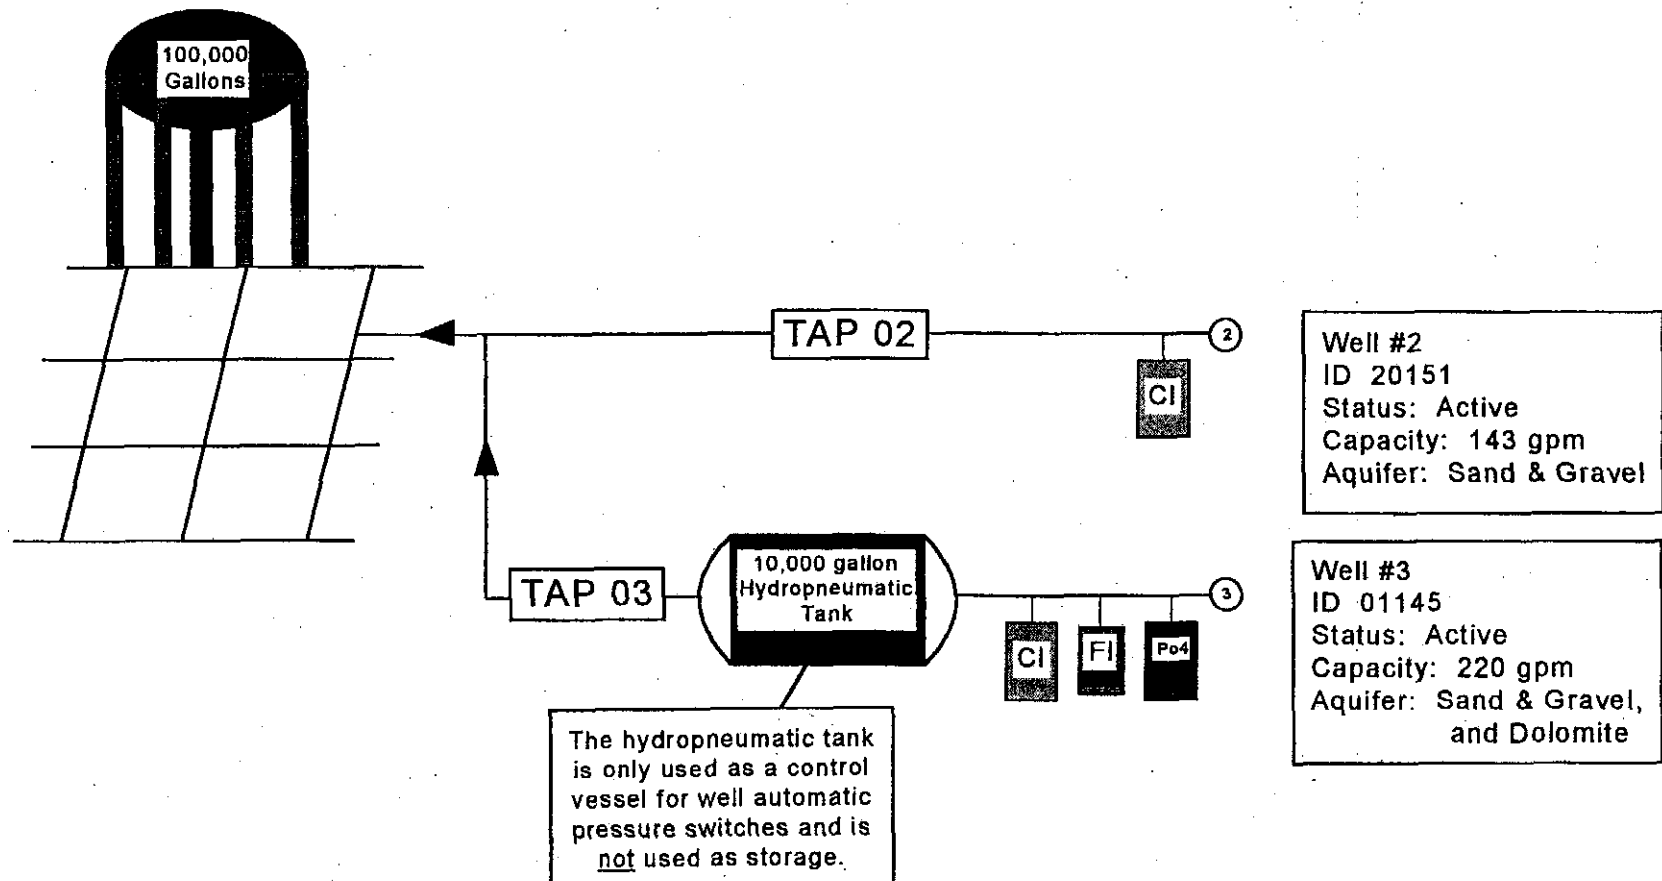 100,000
Gallons
TAP 02
2
Cl
Well #2
ID 20151
Status: Active
Capacity: 143 gpm
Aquifer: Sand & Gravel
TAP 03
10,000 gallon
Hydropneumatic
Tank
3
Cl
Fl
Po4
Well #3
ID 01145
Status: Active
Capacity: 220 gpm
Aquifer: Sand & Gravel,
and Dolomite
The hydropneumatic tank
is only used as a control
vessel for well automatic
pressure switches and is
not used as storage.